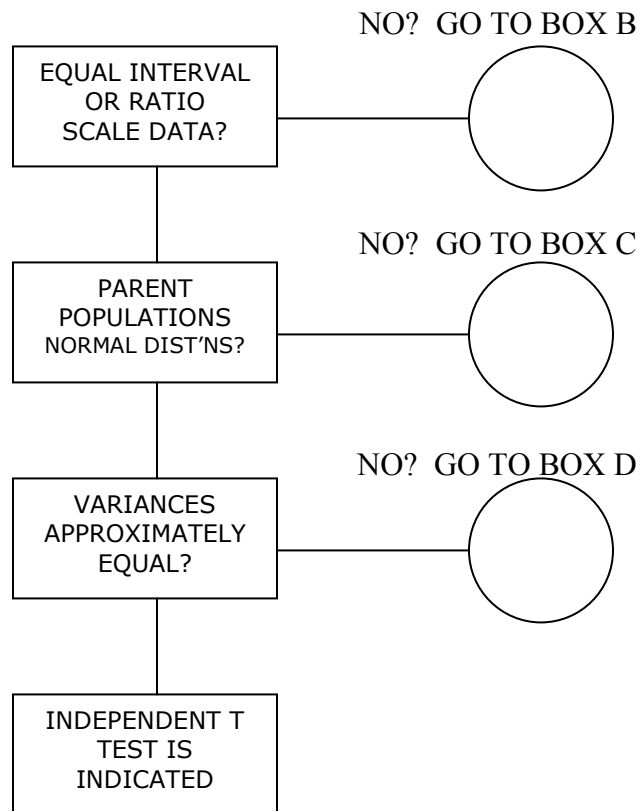 NO? GO TO BOX B
EQUAL INTERVAL
OR RATIO
SCALE DATA?
NO? GO TO BOX C
PARENT
POPULATIONS
NORMAL DIST’NS?
NO? GO TO BOX D
VARIANCES
APPROXIMATELY
EQUAL?
INDEPENDENT T
TEST IS
INDICATED